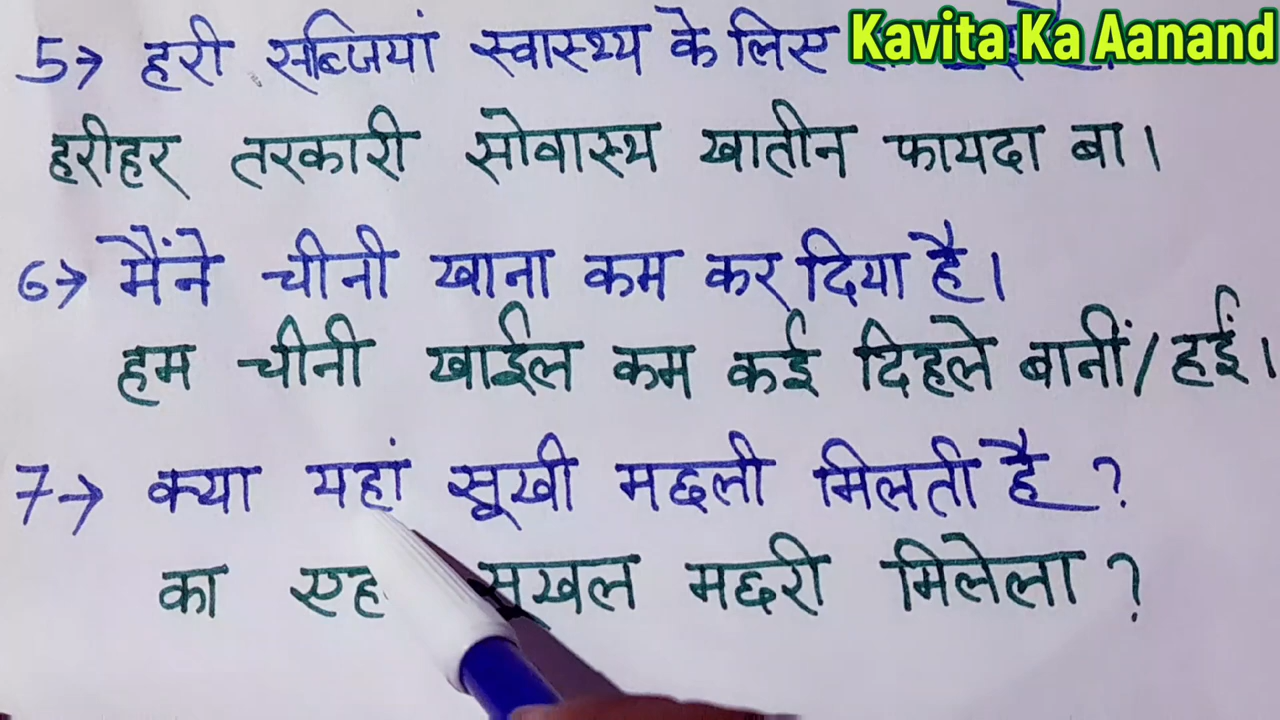 Kavita Ka Aanand
5→ हरी सब्जियां स्वास्थ्य के लिए
हरीहर तरकारी सोवास्थ खातीन फायदा बा।
6→ मैंने चीनी खाना कम कर दिया है।
हम चीनी खाईल कम कई दिहले बानीं/हईं।
7→ क्या यहां सूखी मछली मिलती है ?
का सूखल मछरी मिलेला ?